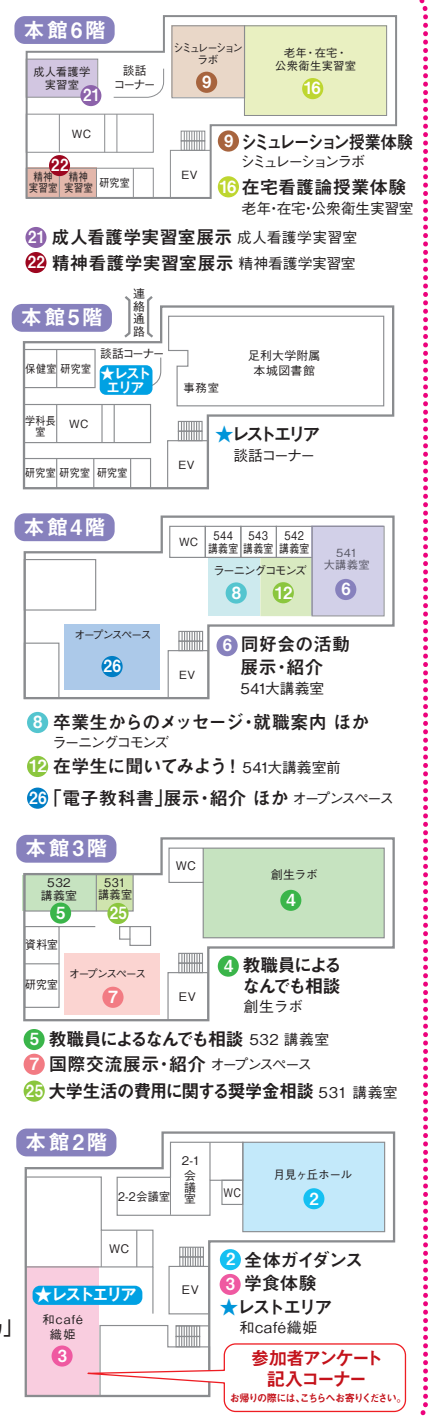 本館6階
シミュレーション
ラボ
9
老年・在宅・
公衆衛生実習室
16
成人看護学
実習室
21
談話
コーナー
WC
22
精神
実習室
精神
実習室
研究室
EV
9 シミュレーション授業体験
シミュレーションラボ
16 在宅看護論授業体験
老年・在宅・公衆衛生実習室
21 成人看護学実習室展示 成人看護学実習室
22 精神看護学実習室展示 精神看護学実習室
本館5階
連絡通路
談話コーナー
保健室
研究室
★レスト
エリア
足利大学附属
本城図書館
事務室
学科長
室
WC
研究室
研究室
研究室
EV
★レストエリア
談話コーナー
本館4階
WC
544
講義室
543
講義室
542
講義室
541
大講義室
6
ラーニングコモンズ
8
12
オープンスペース
26
EV
6 同好会の活動
展示・紹介
541大講義室
8 卒業生からのメッセージ・就職案内 ほか
ラーニングコモンズ
12 在学生に聞いてみよう! 541大講義室前
26 「電子教科書」展示・紹介 ほか オープンスペース
本館3階
WC
創生ラボ
4
532
講義室
5
531
講義室
25
資料室
研究室
オープンスペース
7
EV
4 教職員による
なんでも相談
創生ラボ
5 教職員によるなんでも相談 532 講義室
7 国際交流展示・紹介 オープンスペース
25 大学生活の費用に関する奨学金相談 531 講義室
本館2階
2-1
会議室
2-2会議室
WC
月見ヶ丘ホール
2
WC
★レストエリア
和café
織姫
3
EV
2 全体ガイダンス
3 学食体験
★レストエリア
和café織姫
参加者アンケート
記入コーナー
お帰りの際には、こちらへお寄りください。